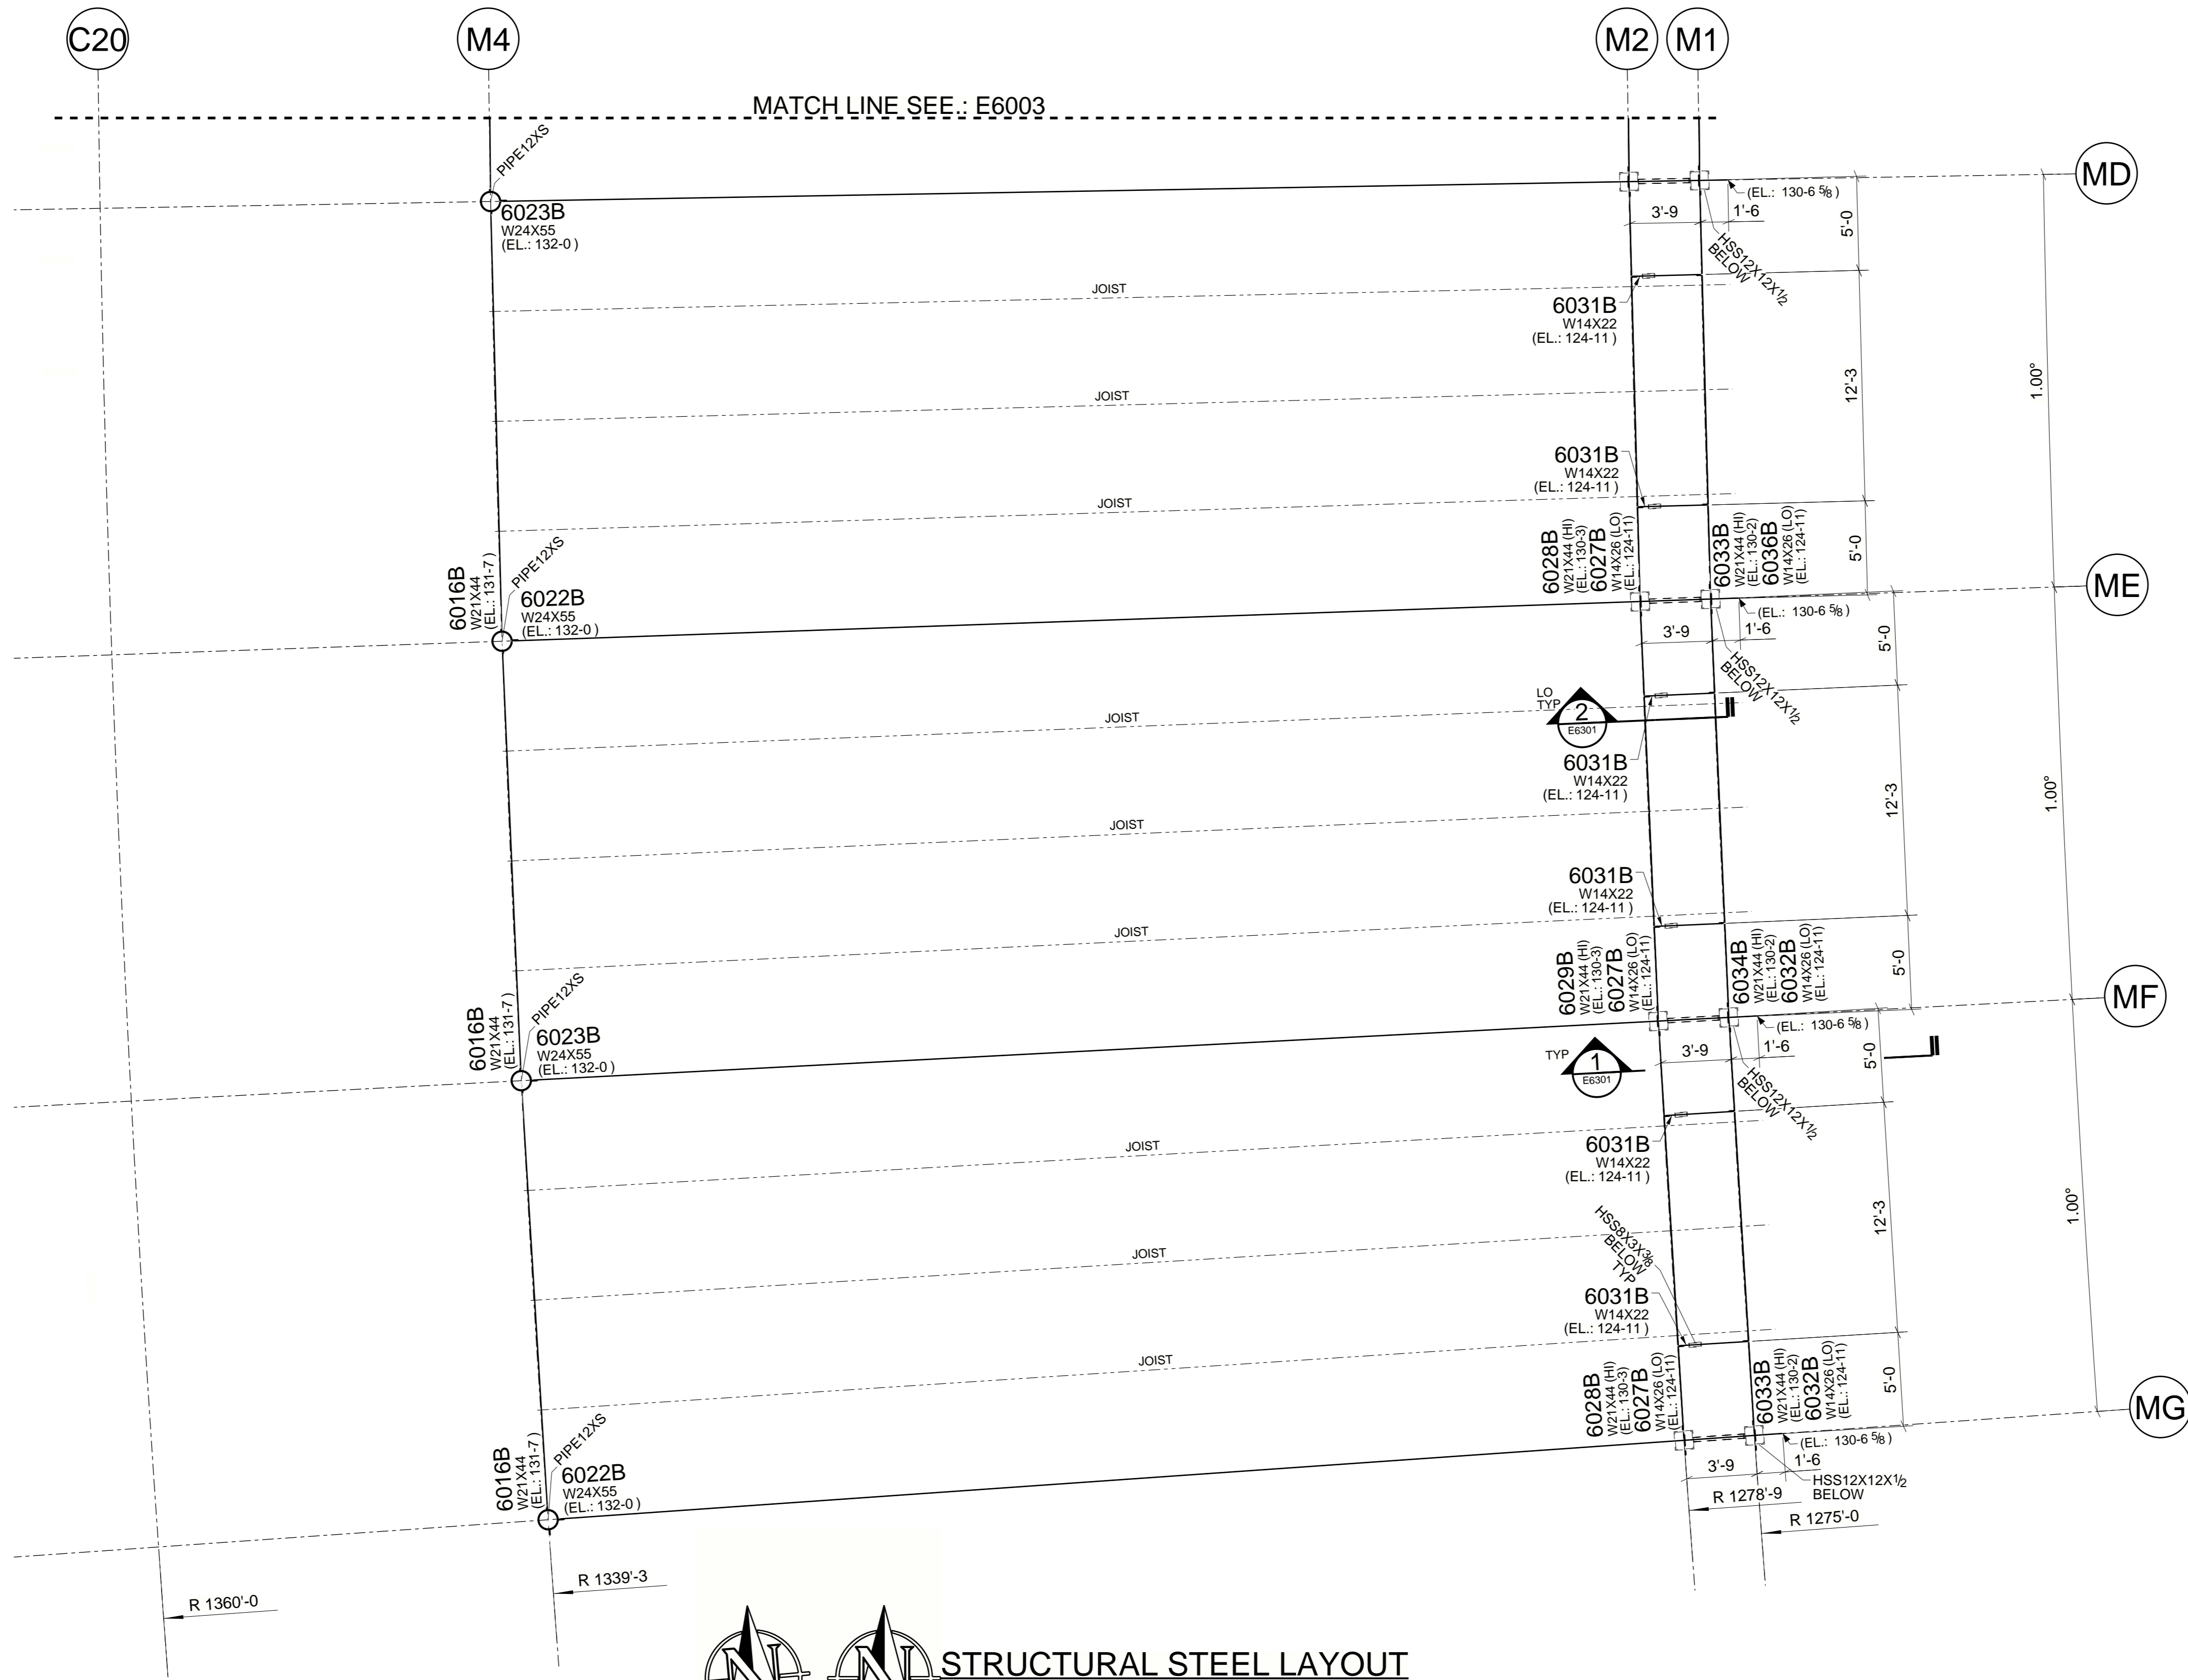 C20
M4
M2
M1
MATCH LINE SEE.: E6003
PIPE12XS
MD
(EL.: 130-6 5/8 )
6023B
W24X55
(EL.: 132-0 )
3'-9
1'-6
5'-0
HSS12X12X1/2
BELOW
JOIST
6031B
W14X22
(EL.: 124-11 )
12'-3
1.00°
JOIST
6031B
W14X22
(EL.: 124-11 )
JOIST
6028B
W21X44 (HI)
(EL.: 130-3)
6027B
W14X26 (LO)
(EL.: 124-11)
6033B
W21X44 (HI)
(EL.: 130-2)
6036B
W14X26 (LO)
(EL.: 124-11)
5'-0
6016B
W21X44
(EL.: 131-7 )
PIPE12XS
6022B
W24X55
(EL.: 132-0 )
ME
(EL.: 130-6 5/8 )
3'-9
1'-6
5'-0
HSS12X12X1/2
BELOW
LO
TYP
2
E6301
JOIST
6031B
W14X22
(EL.: 124-11 )
12'-3
1.00°
JOIST
6031B
W14X22
(EL.: 124-11 )
JOIST
6029B
W21X44 (HI)
(EL.: 130-3)
6027B
W14X26 (LO)
(EL.: 124-11)
6034B
W21X44 (HI)
(EL.: 130-2)
6032B
W14X26 (LO)
(EL.: 124-11)
5'-0
6016B
W21X44
(EL.: 131-7 )
PIPE12XS
6023B
W24X55
(EL.: 132-0 )
MF
(EL.: 130-6 5/8 )
TYP
1
E6301
3'-9
1'-6
5'-0
HSS12X12X1/2
BELOW
6031B
W14X22
(EL.: 124-11 )
JOIST
12'-3
1.00°
HSS8X3X3/8
BELOW
TYP
JOIST
6031B
W14X22
(EL.: 124-11 )
JOIST
6028B
W21X44 (HI)
(EL.: 130-3)
6027B
W14X26 (LO)
(EL.: 124-11)
6033B
W21X44 (HI)
(EL.: 130-2)
6032B
W14X26 (LO)
(EL.: 124-11)
5'-0
MG
6016B
W21X44
(EL.: 131-7 )
PIPE12XS
6022B
W24X55
(EL.: 132-0 )
(EL.: 130-6 5/8 )
3'-9
1'-6
HSS12X12X1/2
BELOW
R 1278'-9
R 1275'-0
R 1339'-3
R 1360'-0
N
N
STRUCTURAL STEEL LAYOUT